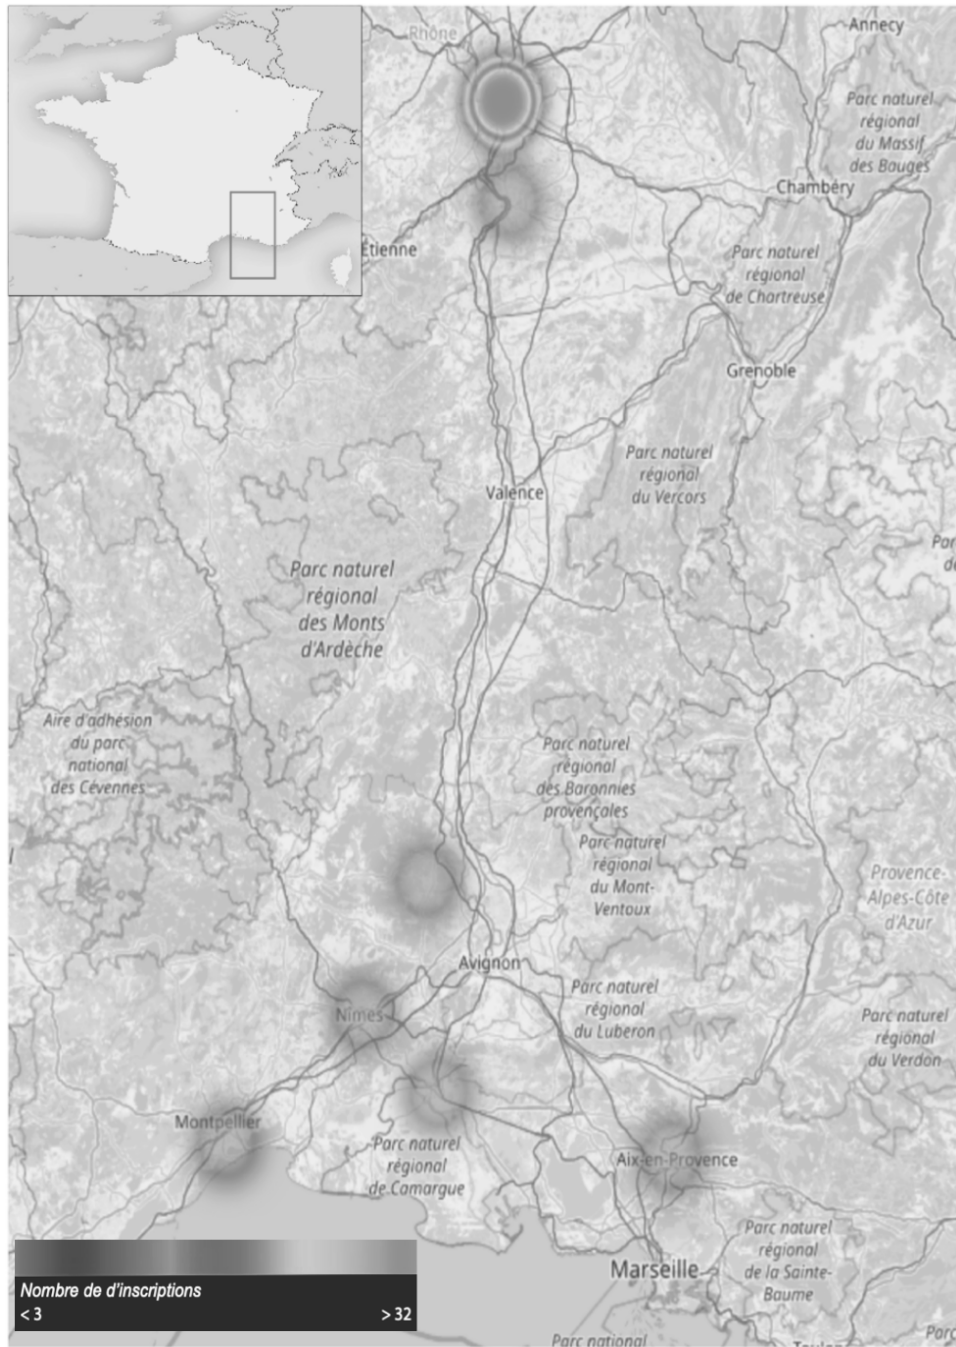 Rhône
Annecy
Parc naturel
régional
du Massif
des Bauges
Chambéry
Étienne
Parc naturel
régional
de Chartreuse
Grenoble
Parc naturel
régional
du Vercors
Valence
Parc naturel
régional
des Monts
d'Ardèche
Par
de
Aire d'adhésion
du parc
national
des Cévennes
Parc naturel
régional
des Baronnies
provençales
Parc naturel
régional
du Mont-
Ventoux
Provence-
Alpes-Côte
d'Azur
Avignon
Parc naturel
régional
du Luberon
Nîmes
Parc naturel
régional
du Verdon
Montpellier
Parc naturel
régional
de Camargue
Aix-en-Provence
Parc naturel
régional
de la Sainte-
Baume
Marseille
Nombre de d'inscriptions
< 3 > 32
Parc national
Toulon
Parc